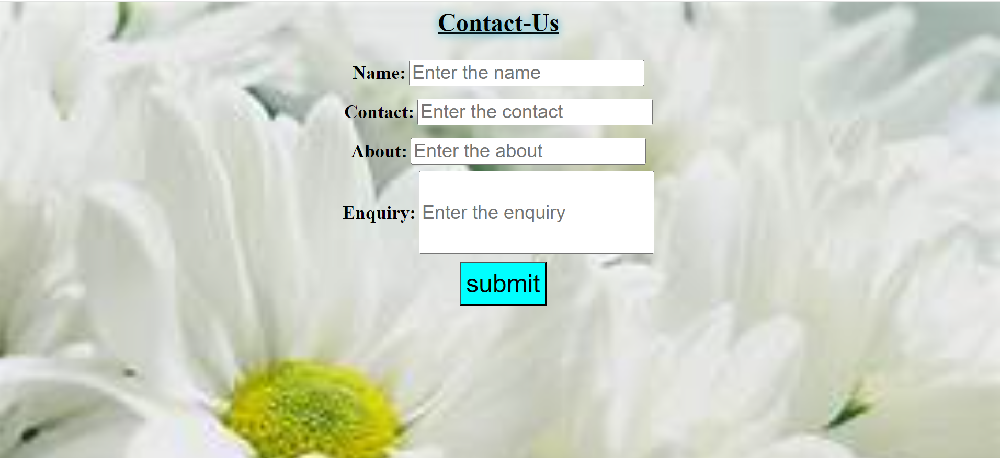 Contact-Us
Name: Enter the name
Contact: Enter the contact
About: Enter the about
Enquiry: Enter the enquiry
submit